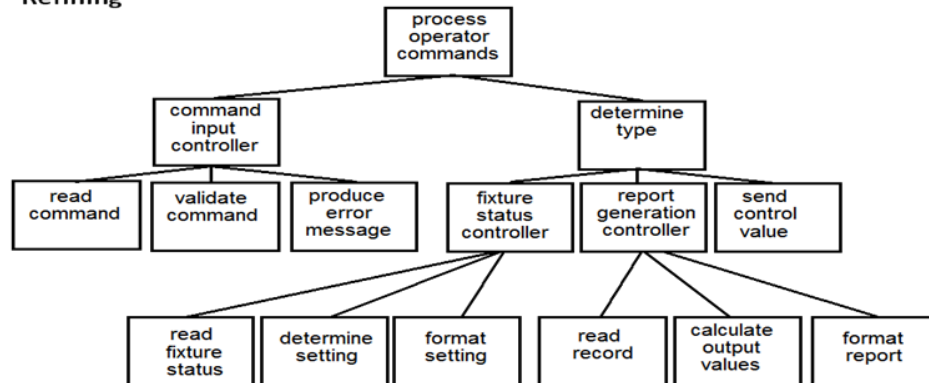 Refining
process
operator
commands
command
input
controller
determine
type
read
command
validate
command
produce
error
message
fixture
status
controller
report
generation
controller
send
control
value
read
fixture
status
determine
setting
format
setting
read
record
calculate
output
values
format
report